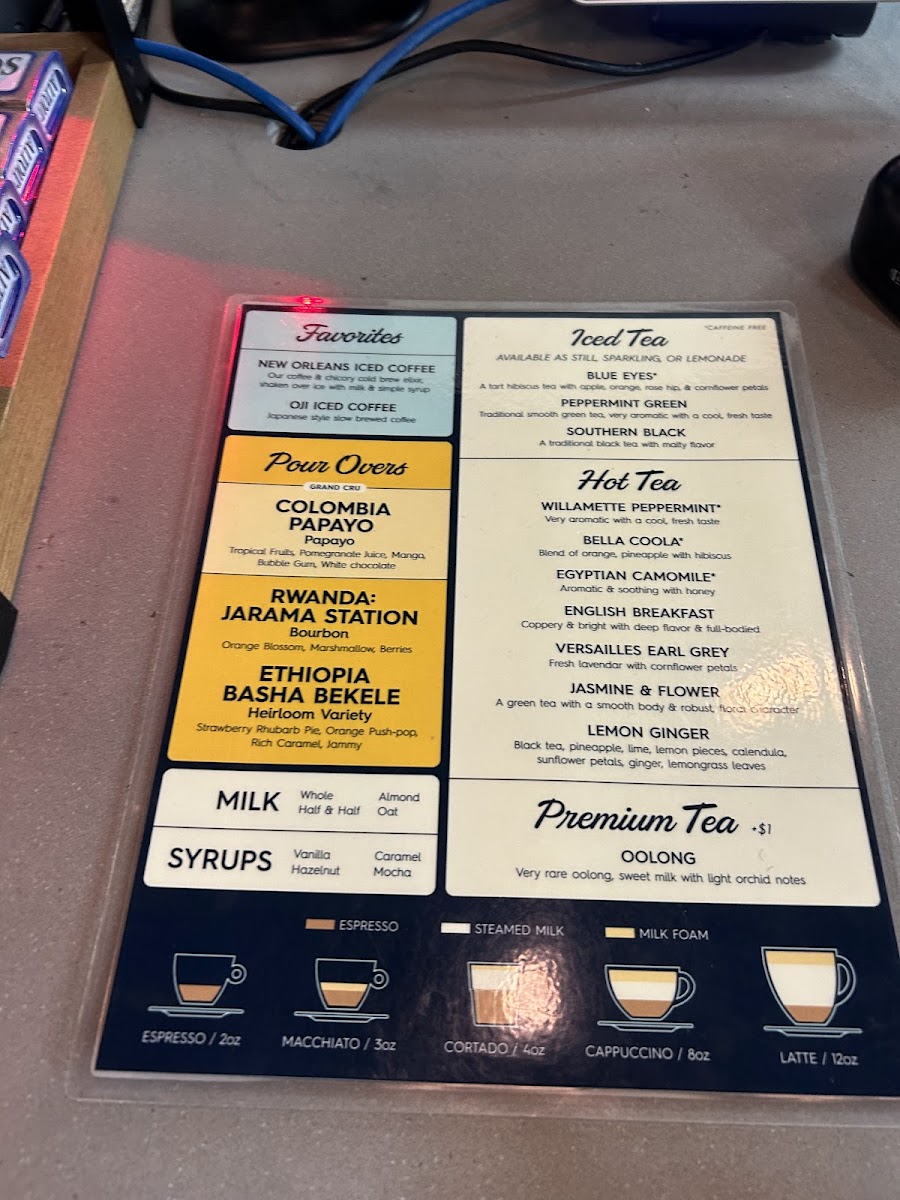 Favorites
NEW ORLEANS ICED COFFEE
Our coffee & chicory cold brew elixir,
shaken over ice with milk & simple syrup
OJI ICED COFFEE
Japanese style slow brewed coffee
Pour Overs
GRAND CRU
COLOMBIA
PAPAYO
Papayo
Tropical Fruits, Pomegranate Juice, Mango,
Bubble Gum, White chocolate
RWANDA:
JARAMA STATION
Bourbon
Orange Blossom, Marshmallow, Berries
ETHIOPIA
BASHA BEKELE
Heirloom Variety
Strawberry Rhubarb Pie, Orange Push-pop,
Rich Caramel, Jammy
MILK
Whole
Almond
Half & Half
Oat
SYRUPS
Vanilla
Caramel
Hazelnut
Mocha
*CAFFEINE FREE
Iced Tea
AVAILABLE AS STILL, SPARKLING, OR LEMONADE
BLUE EYES*
A tart hibiscus tea with apple, orange, rose hip, & cornflower petals
PEPPERMINT GREEN
Traditional smooth green tea, very aromatic with a cool, fresh taste
SOUTHERN BLACK
A traditional black tea with malty flavor
Hot Tea
WILLAMETTE PEPPERMINT*
Very aromatic with a cool, fresh taste
BELLA COOLA*
Blend of orange, pineapple with hibiscus
EGYPTIAN CAMOMILE*
Aromatic & soothing with honey
ENGLISH BREAKFAST
Coppery & bright with deep flavor & full-bodied
VERSAILLES EARL GREY
Fresh lavendar with cornflower petals
JASMINE & FLOWER
A green tea with a smooth body & robust, floral character
LEMON GINGER
Black tea, pineapple, lime, lemon pieces, calendula,
sunflower petals, ginger, lemongrass leaves
Premium Tea +$1
OOLONG
Very rare oolong, sweet milk with light orchid notes
ESPRESSO
STEAMED MILK
MILK FOAM
ESPRESSO / 2oz
MACCHIATO / 3oz
CORTADO / 4oz
CAPPUCCINO / 8oz
LATTE / 12oz